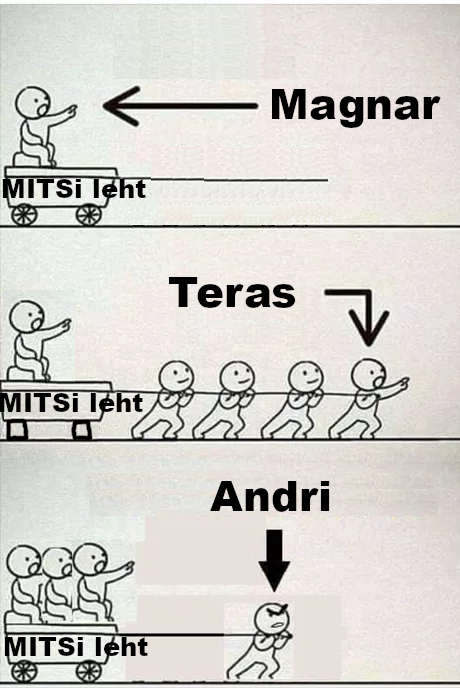 Magnar
MITSi leht
Teras
MITSi leht
Andri
MITSi leht